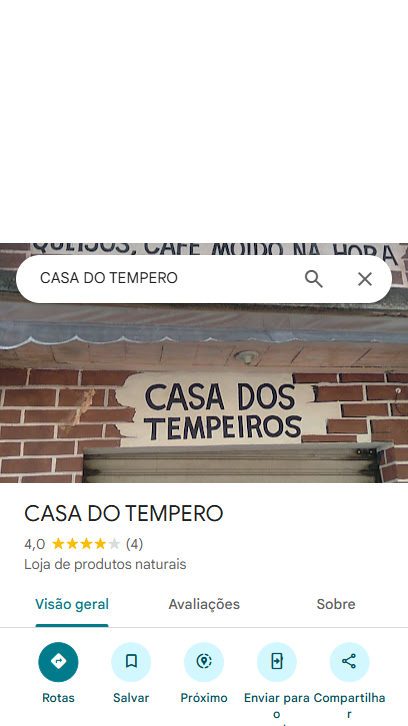 QUEIJOS, CAFÉ MOIDO NA HORA
CASA DO TEMPERO
CASA DOS
TEMPEIROS
CASA DO TEMPERO
4,0 (4)
Loja de produtos naturais
Visão geral Avaliações Sobre
Rotas Salvar Próximo Enviar para o Compartilhar